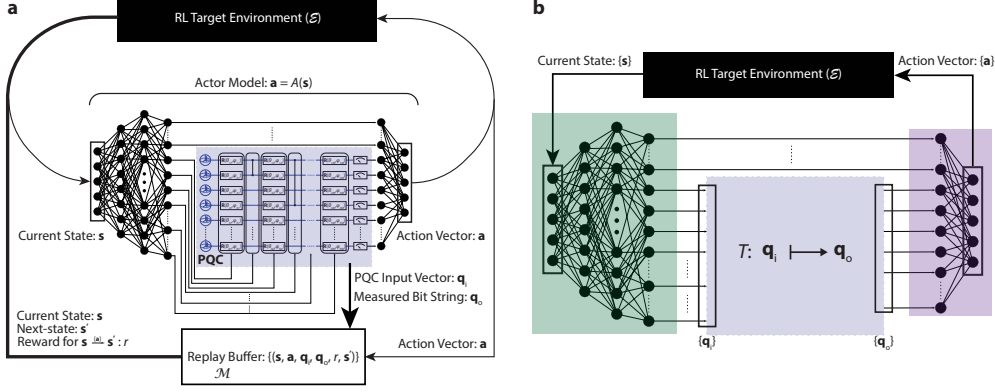 a
RL Target Environment (ℰ)
Actor Model: a = A(s)
Current State: s
Action Vector: a
PQC
PQC Input Vector: qi
Measured Bit String: qo
Current State: s
Next-state: s′
Reward for s [a] s′ : r
Action Vector: a
Replay Buffer: {(s, a, qi, qo, r, s′)}
ℳ
b
Current State: {s}
Action Vector: {a}
RL Target Environment (ℰ)
T: qi ⟼ qo
{qi}
{qo}